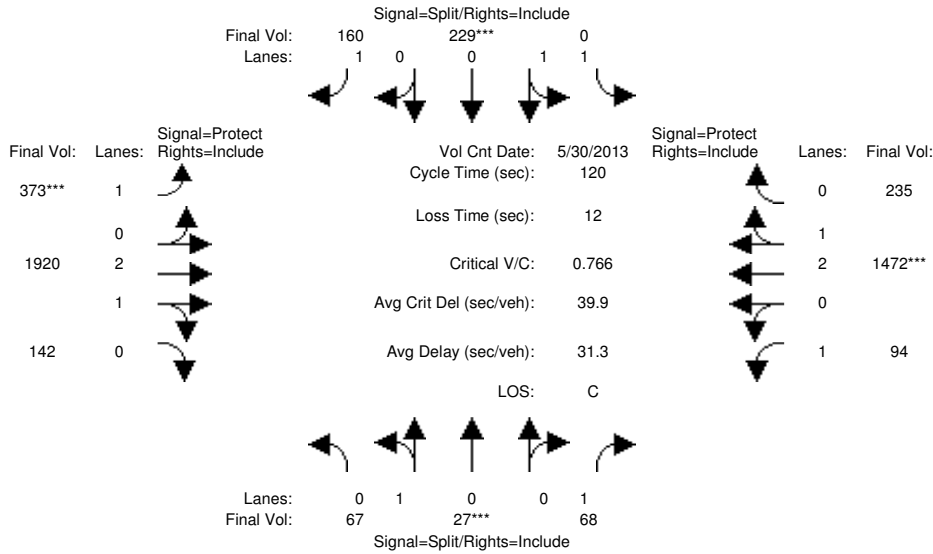 Signal=Split/Rights=Include
Final Vol: 160 229*** 0
Lanes: 1 0 0 1 1
Signal=Protect
Final Vol: Lanes: Rights=Include
Vol Cnt Date: 5/30/2013
Signal=Protect
Rights=Include Lanes: Final Vol:
Cycle Time (sec): 120
373*** 1
0 235
Loss Time (sec): 12
0
1
1920 2
Critical V/C: 0.766
2 1472***
1
Avg Crit Del (sec/veh): 39.9
0
142 0
Avg Delay (sec/veh): 31.3
1 94
LOS: C
Lanes: 0 1 0 0 1
Final Vol: 67 27*** 68
Signal=Split/Rights=Include